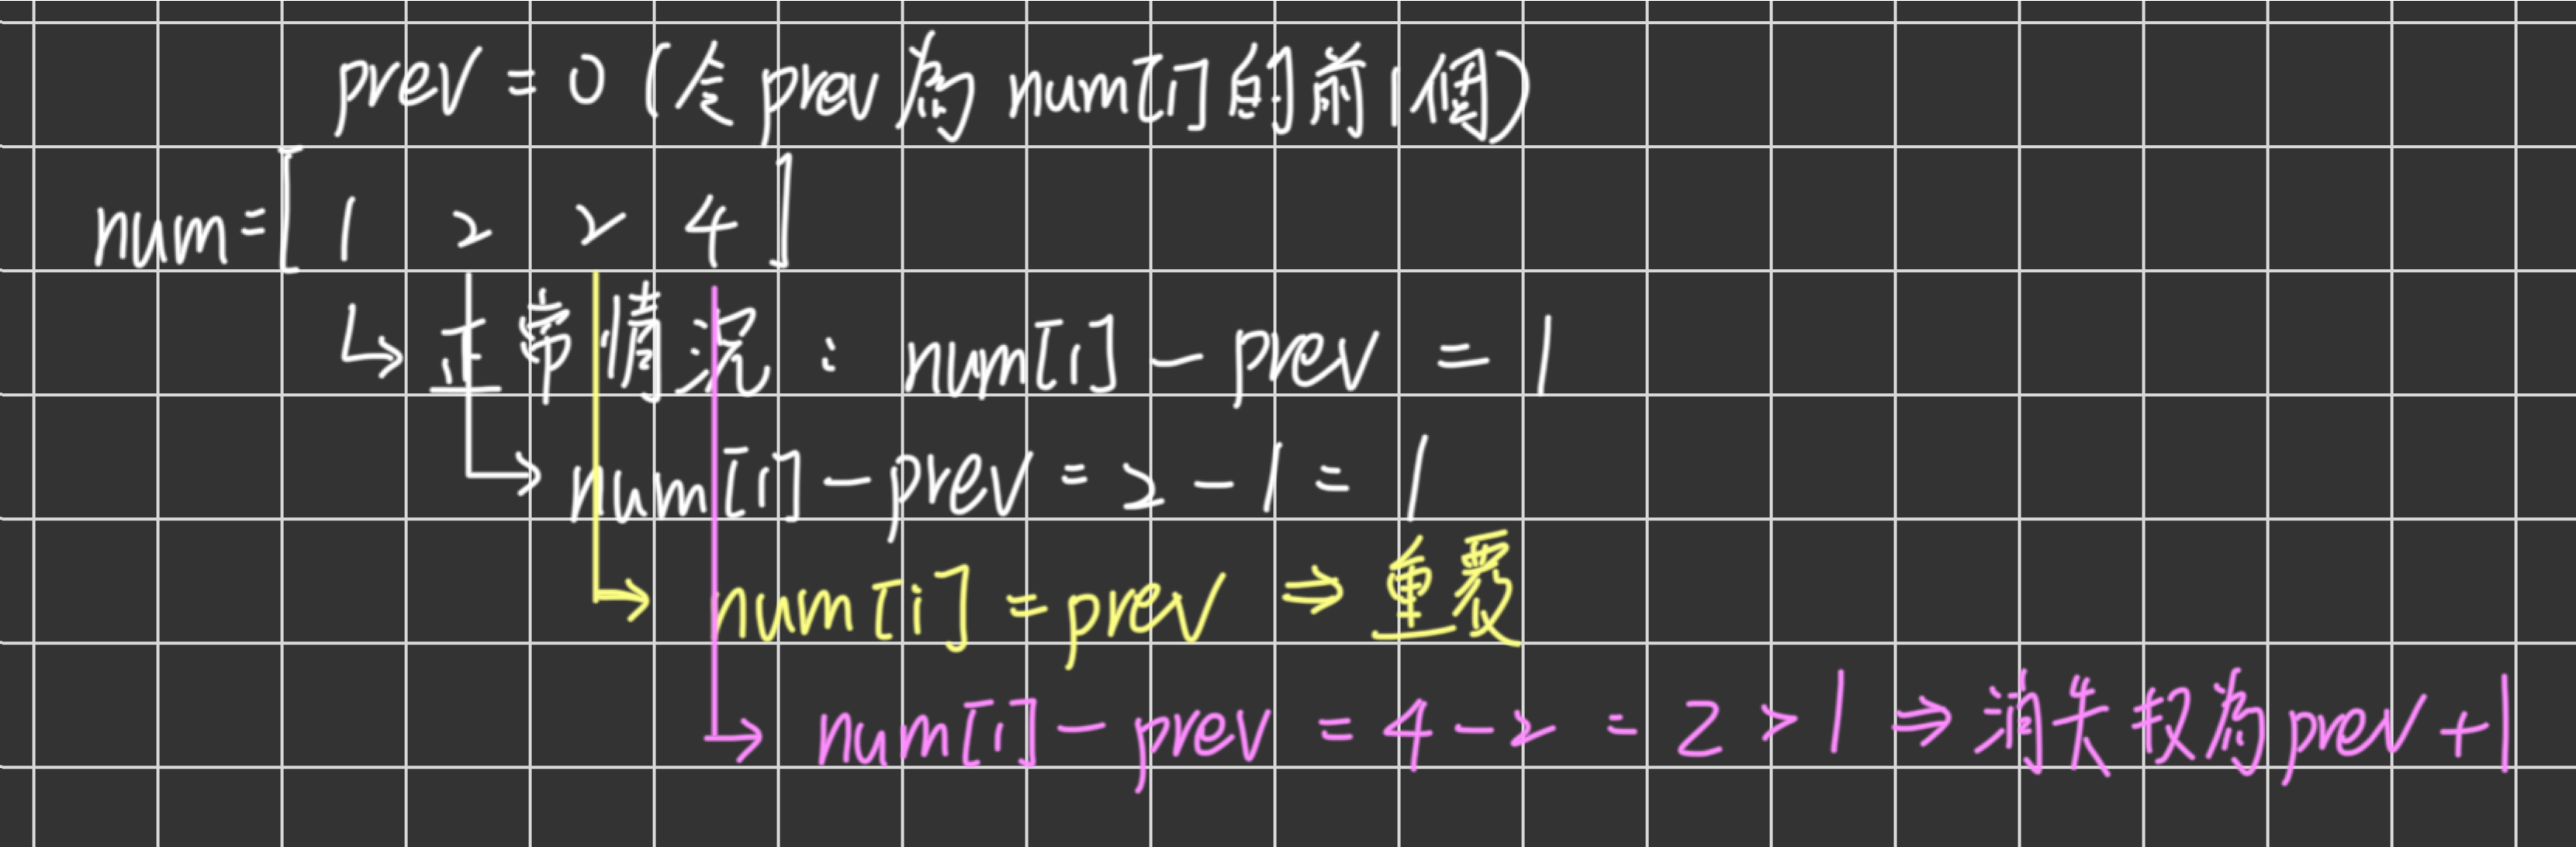 prev = 0 (令 prev 為 num[i] 的前1個)
num = [ 1 2 2 4 ]
↳ 正常情況 : num[i] - prev = 1
→ num[i] - prev = 2 - 1 = 1
→ num[i] = prev ⇒ 重覆
→ num[i] - prev = 4 - 2 = 2 > 1 ⇒ 消失 为 prev + 1